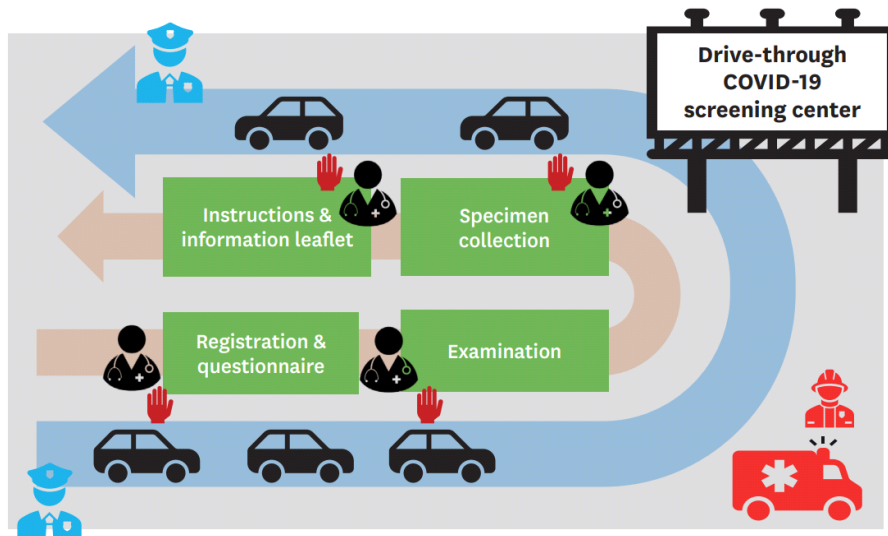 Drive-through
COVID-19
screening center
Instructions &
information leaflet
Specimen
collection
Registration &
questionnaire
Examination